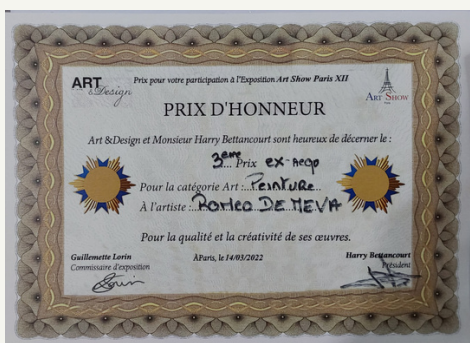 ART
&Design
Prix pour votre participation à l'Exposition Art Show Paris XII
ART SHOW
PRIX D'HONNEUR
Art &Design et Monsieur Harry Bettancourt sont heureux de décerner le :
3eme Prix ex-aeqo
Pour la catégorie Art :...Peinture..
À l'artiste :...ROMEO DE MEVA
Pour la qualité et la créativité de ses œuvres.
Guillemette Lorin
Commissaire d'exposition
ÀParis, le 14/03/2022
Harry Bettancourt
Président